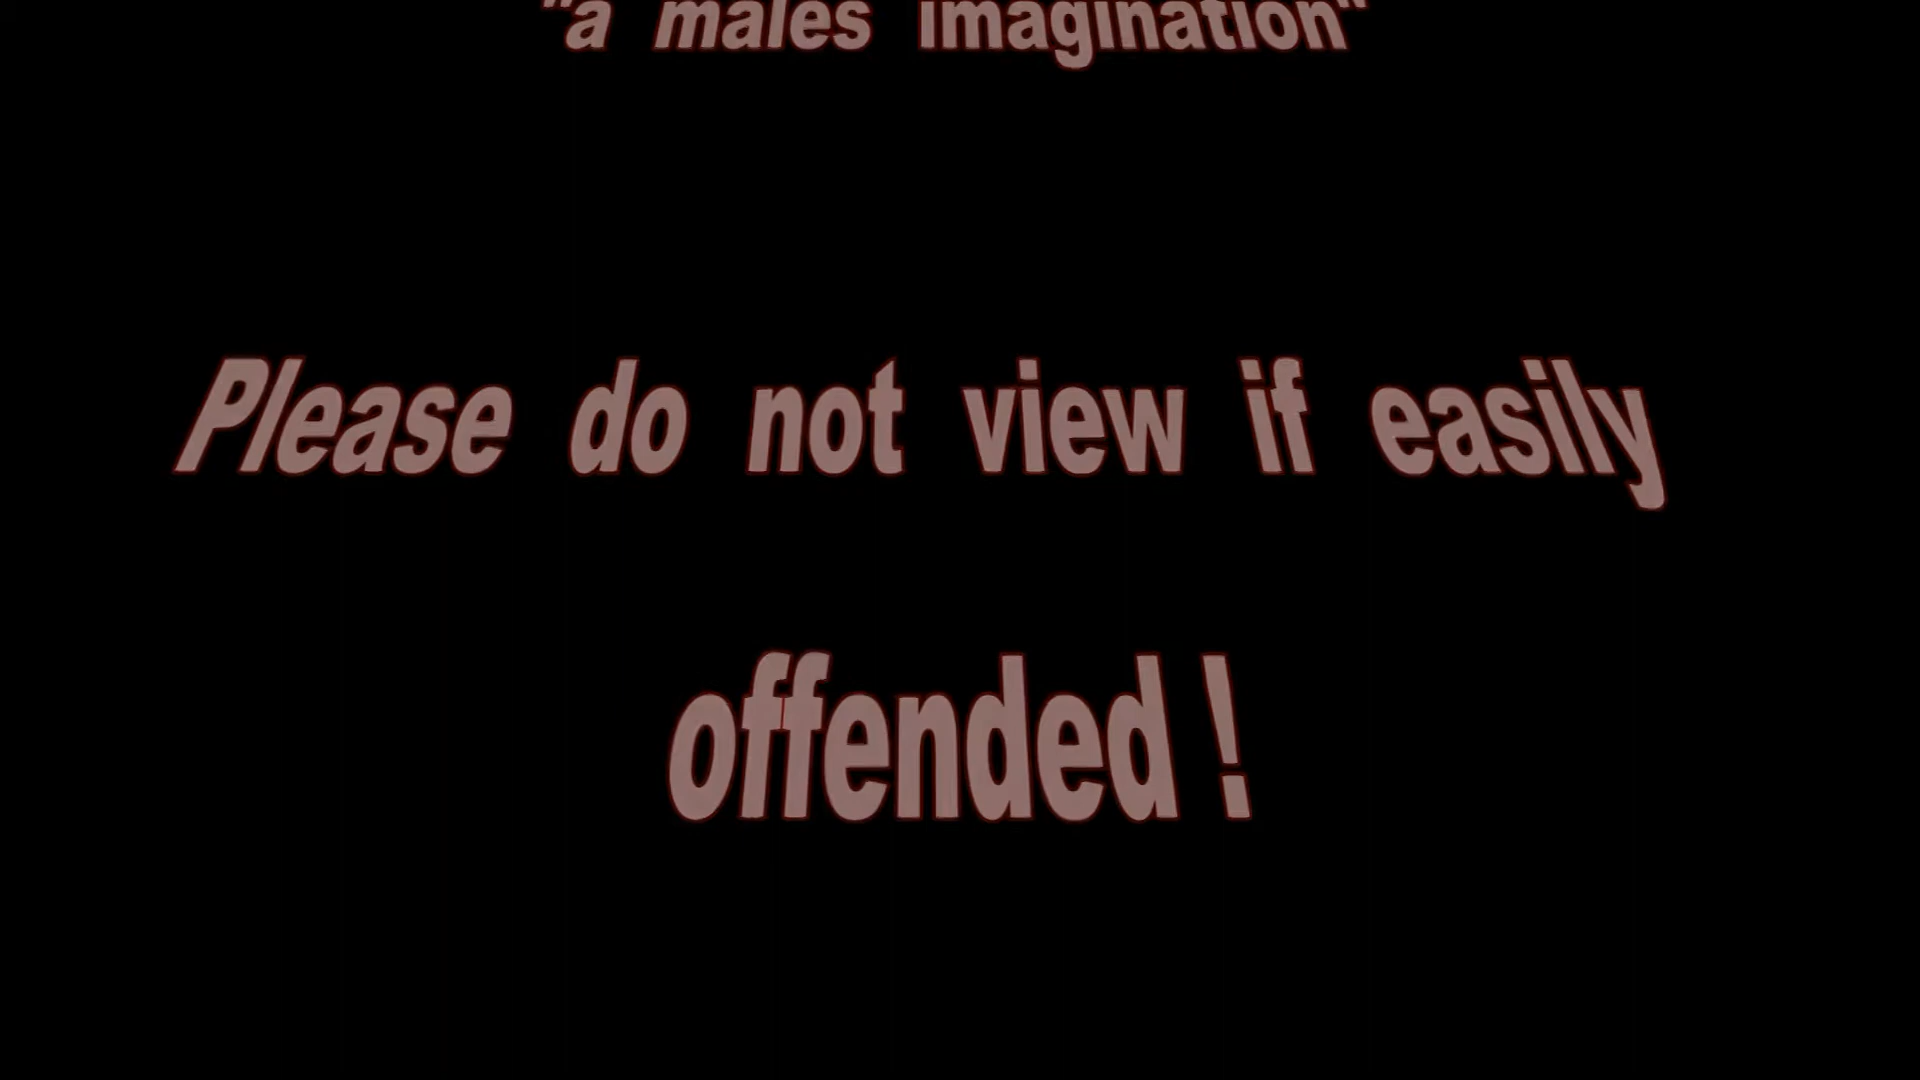 "a males imagination"
Please do not view if easily
offended !